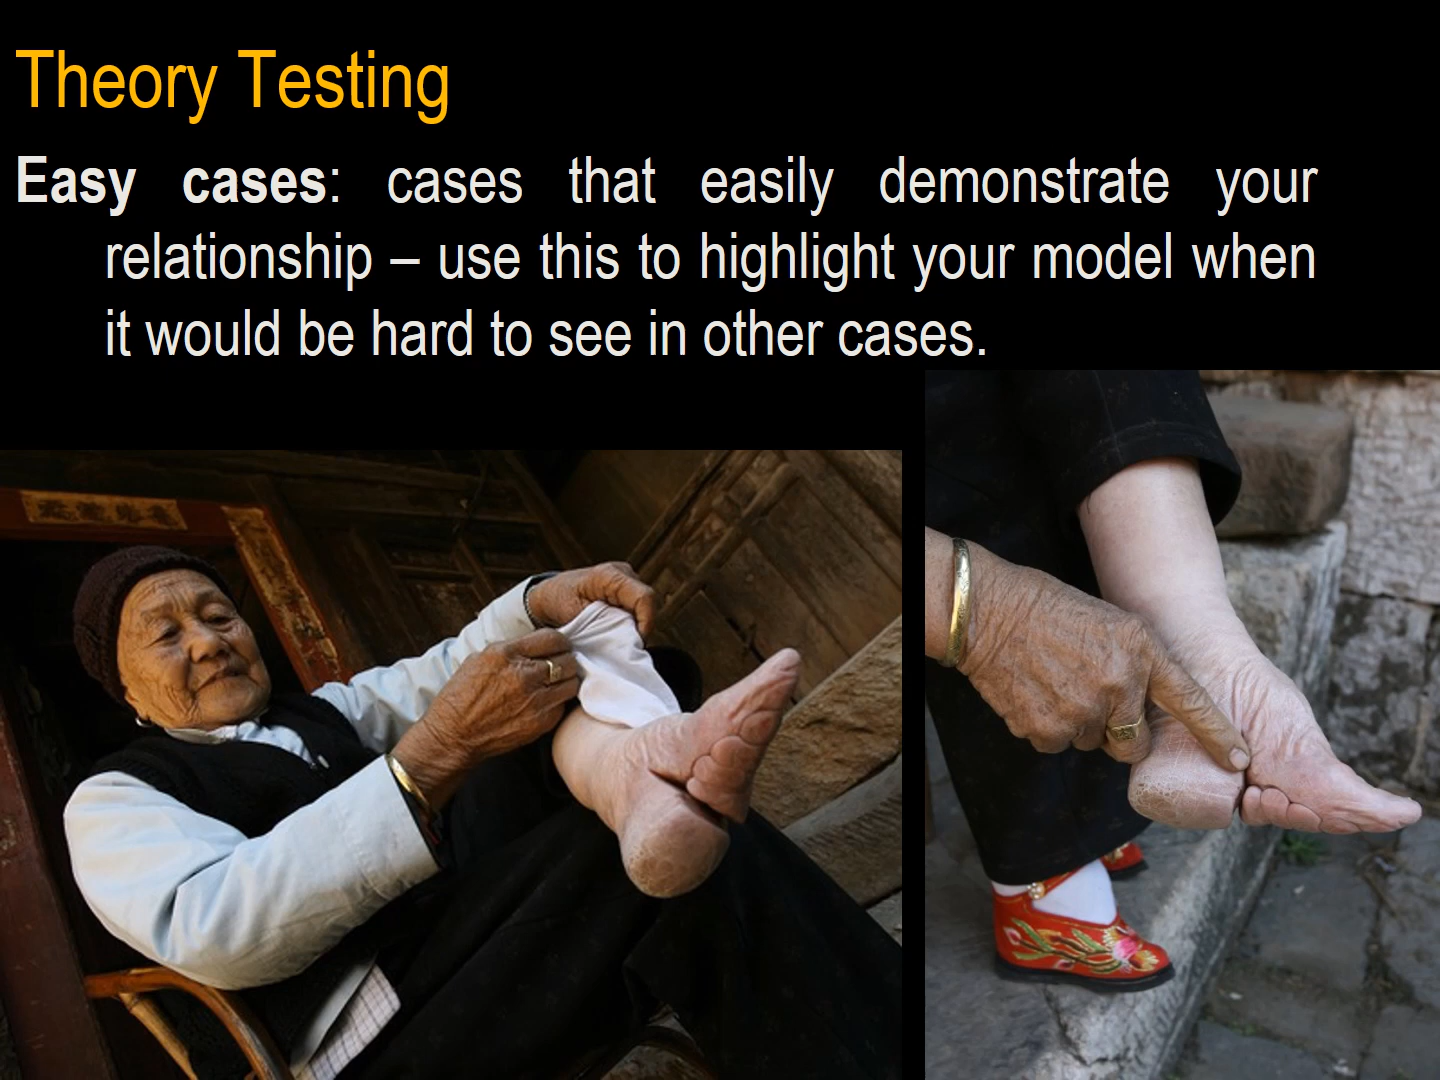 Theory Testing
Easy cases: cases that easily demonstrate your
relationship – use this to highlight your model when
it would be hard to see in other cases.